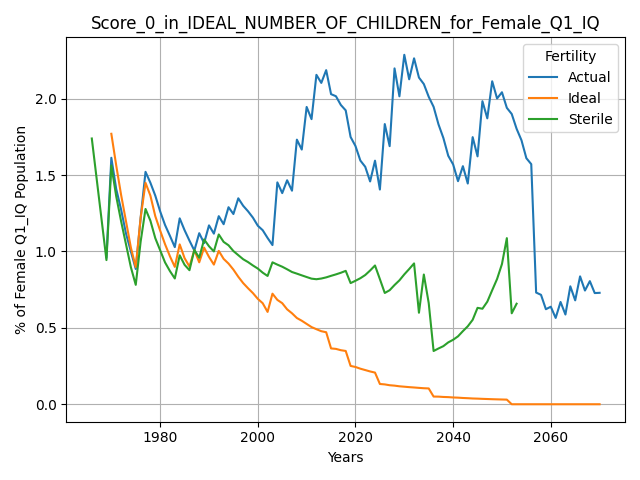 Score_0_in_IDEAL_NUMBER_OF_CHILDREN_for_Female_Q1_IQ
Fertility
Actual
Ideal
Sterile
% of Female Q1_IQ Population
2.0
1.5
1.0
0.5
0.0
1980 2000 2020 2040 2060
Years